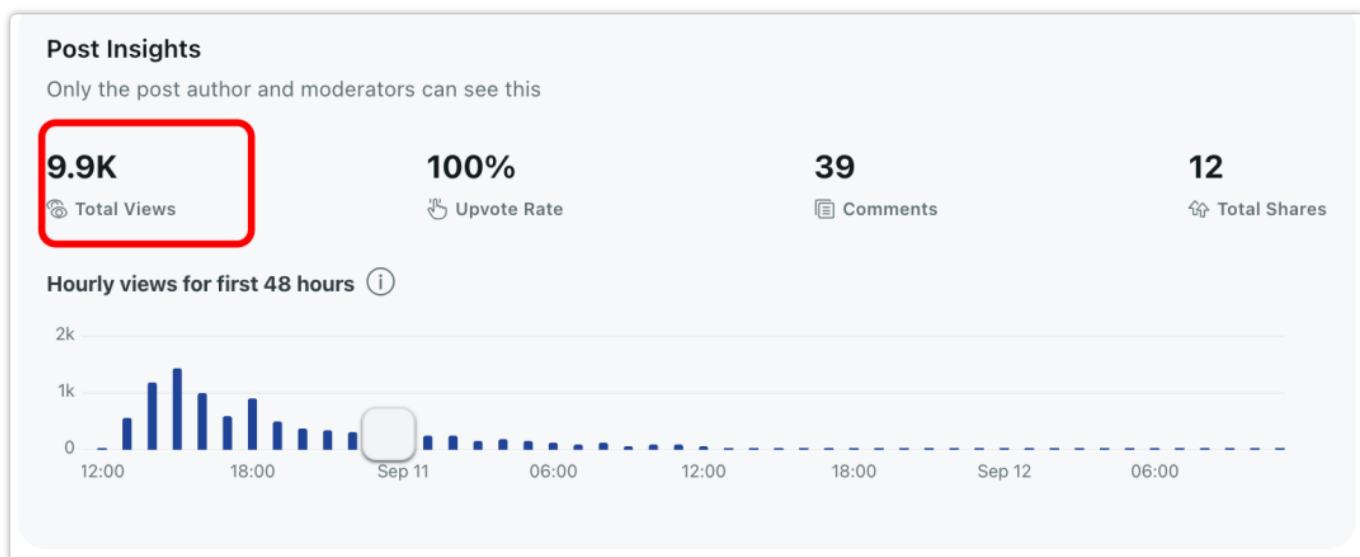 Post Insights
Only the post author and moderators can see this
9.9K 100% 39 12
Total Views Upvote Rate Comments Total Shares
Hourly views for first 48 hours
2k
1k
0
12:00 18:00 Sep 11 06:00 12:00 18:00 Sep 12 06:00